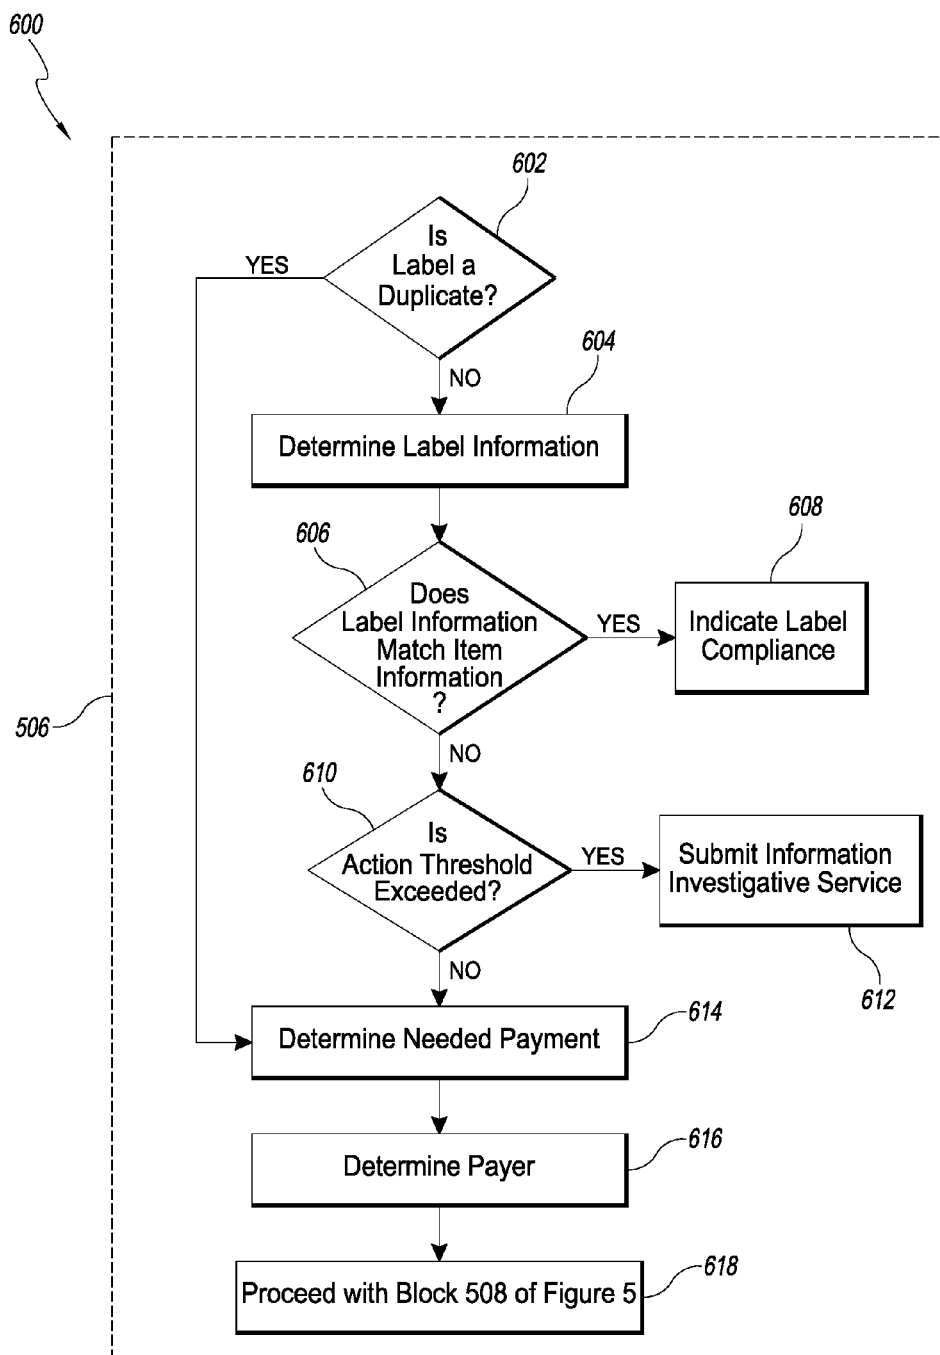 600
602
Is
Label a
Duplicate?
YES
NO
604
Determine Label Information
606
Does
Label Information
Match Item
Information
?
YES
608
Indicate Label
Compliance
506
NO
610
Is
Action Threshold
Exceeded?
YES
Submit Information
Investigative Service
612
NO
Determine Needed Payment
614
Determine Payer
616
Proceed with Block 508 of Figure 5
618